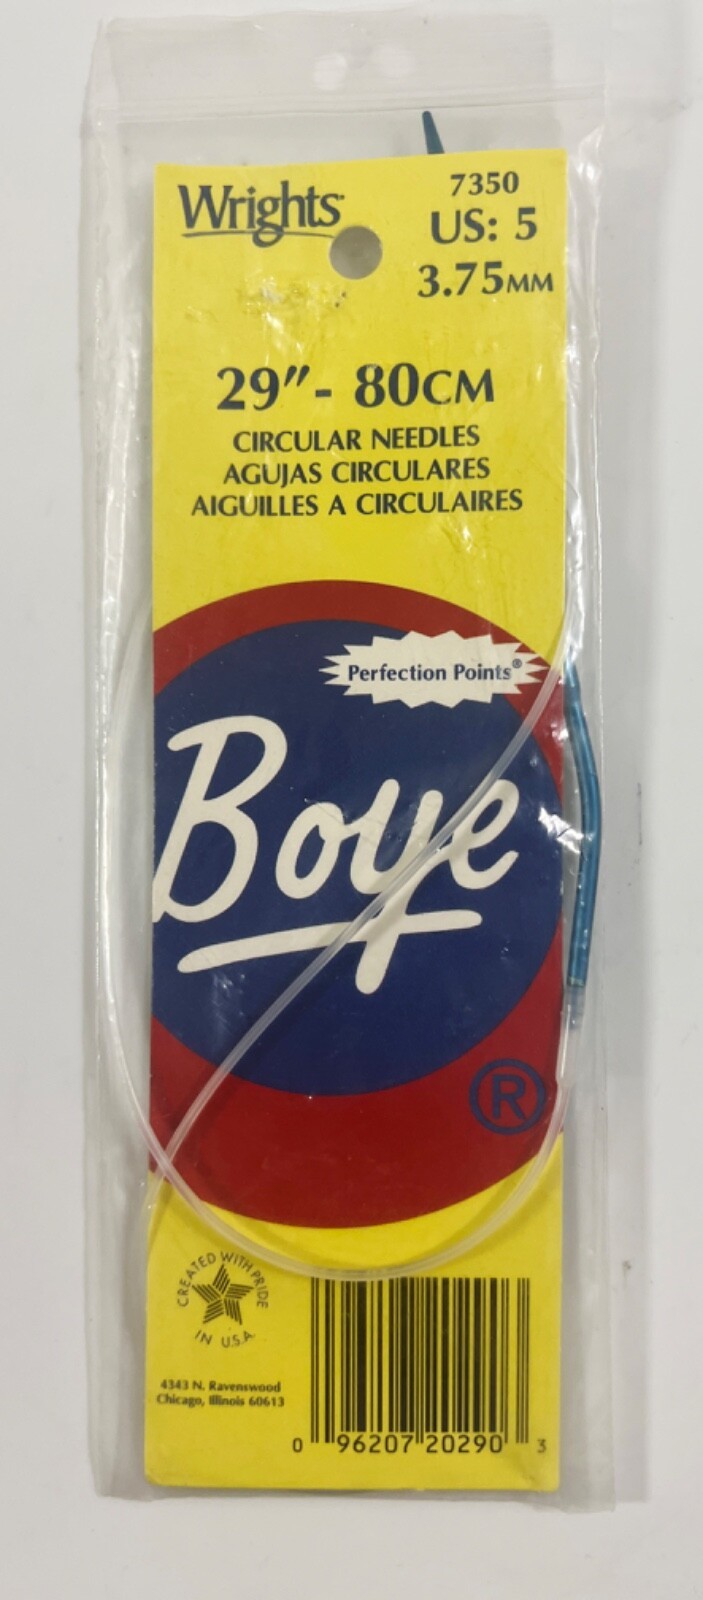 Wrights
7350
US: 5
3.75MM
29"- 80CM
CIRCULAR NEEDLES
AGUJAS CIRCULARES
AIGUILLES A CIRCULAIRES
Perfection Points®
Boye
®
CREATED WITH PRIDE
IN U.S.A.
4343 N. Ravenswood
Chicago, Illinois 60613
0 96207 20290 3